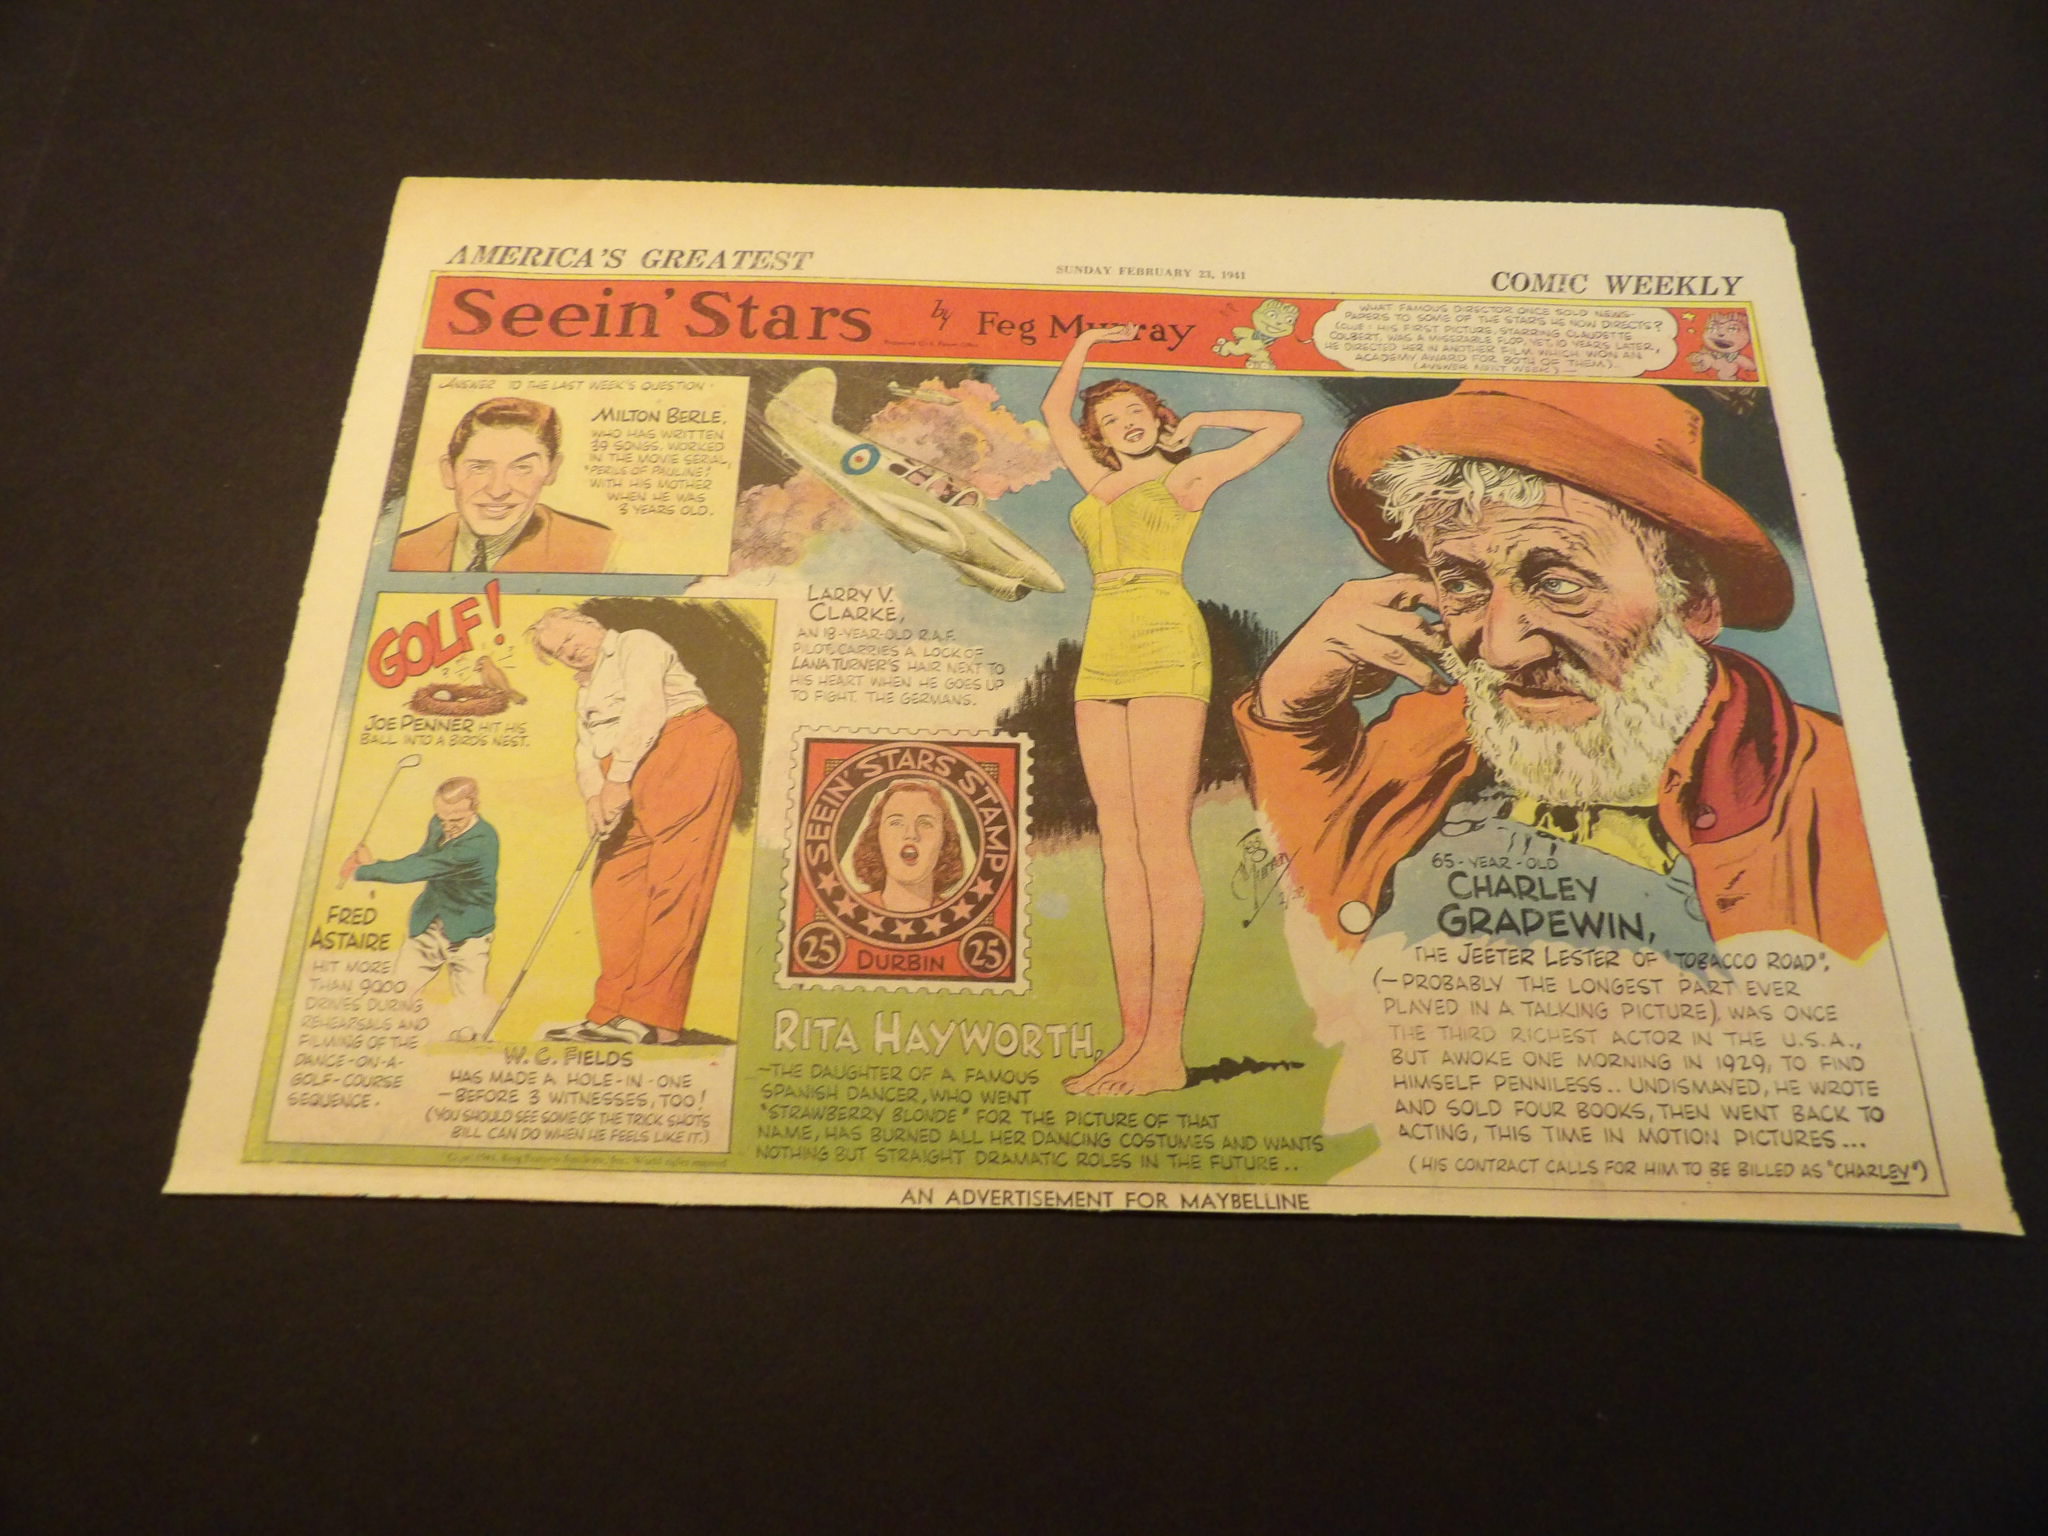 AMERICA'S GREATEST
SUNDAY FEBRUARY 23, 1941
COMIC WEEKLY
Seein' Stars
by
Feg Murray
WHAT FAMOUS DIRECTOR ONCE SOLD NEWS-
PAPERS TO SOME OF THE STARS HE NOW DIRECTS?
(CLUE: HIS FIRST PICTURE, STARRING CLAUDETTE
COLBERT, WAS A MISERABLE FLOP, YET, 10 YEARS LATER,
HE DIRECTED HER IN ANOTHER FILM WHICH WON AN
ACADEMY AWARD FOR BOTH OF THEM).
(ANSWER NEXT WEEK)—
ANSWER TO THE LAST WEEK'S QUESTION:
MILTON BERLE,
WHO HAS WRITTEN
39 SONGS, WORKED
IN THE MOVIE SERIAL,
"PERILS OF PAULINE"
WITH HIS MOTHER
WHEN HE WAS
3 YEARS OLD.
GOLF!
JOE PENNER HIT HIS
BALL INTO A BIRD'S NEST.
FRED
ASTAIRE
HIT MORE
THAN 9000
DRIVES DURING
REHEARSALS AND
FILMING OF THE
DANCE-ON-A-
GOLF-COURSE
SEQUENCE.
W. C. FIELDS
HAS MADE A HOLE-IN-ONE
—BEFORE 3 WITNESSES, TOO!
(YOU SHOULD SEE SOME OF THE TRICK SHOTS
BILL CAN DO WHEN HE FEELS LIKE IT.)
King Features Syndicate, Inc., World rights reserved
LARRY V.
CLARKE,
AN 18-YEAR-OLD R.A.F.
PILOT, CARRIES A LOCK OF
LANA TURNER'S HAIR NEXT TO
HIS HEART WHEN HE GOES UP
TO FIGHT THE GERMANS.
SEEIN' STARS STAMP
25
DURBIN
25
RITA HAYWORTH,
—THE DAUGHTER OF A FAMOUS
SPANISH DANCER, WHO WENT
"STRAWBERRY BLONDE" FOR THE PICTURE OF THAT
NAME, HAS BURNED ALL HER DANCING COSTUMES AND WANTS
NOTHING BUT STRAIGHT DRAMATIC ROLES IN THE FUTURE..
65-YEAR-OLD
CHARLEY
GRAPEWIN,
THE JEETER LESTER OF "TOBACCO ROAD",
(—PROBABLY THE LONGEST PART EVER
PLAYED IN A TALKING PICTURE), WAS ONCE
THE THIRD RICHEST ACTOR IN THE U.S.A.,
BUT AWOKE ONE MORNING IN 1929, TO FIND
HIMSELF PENNILESS.. UNDISMAYED, HE WROTE
AND SOLD FOUR BOOKS, THEN WENT BACK TO
ACTING, THIS TIME IN MOTION PICTURES...
(HIS CONTRACT CALLS FOR HIM TO BE BILLED AS "CHARLEY")
AN ADVERTISEMENT FOR MAYBELLINE